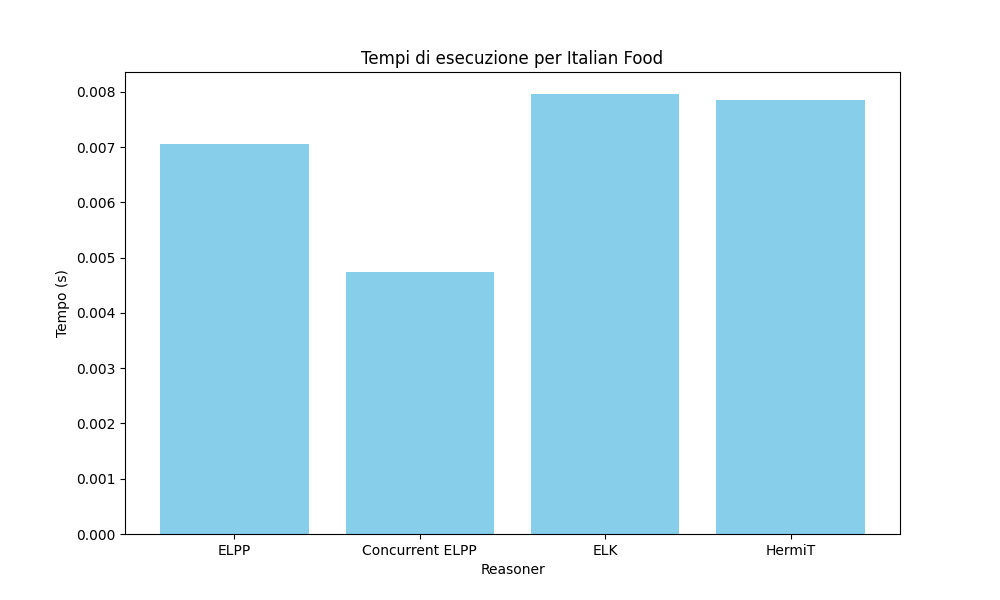 Tempi di esecuzione per Italian Food
0.008
0.007
0.006
0.005
0.004
0.003
0.002
0.001
0.000
Tempo (s)
ELPP
Concurrent ELPP
ELK
HermiT
Reasoner